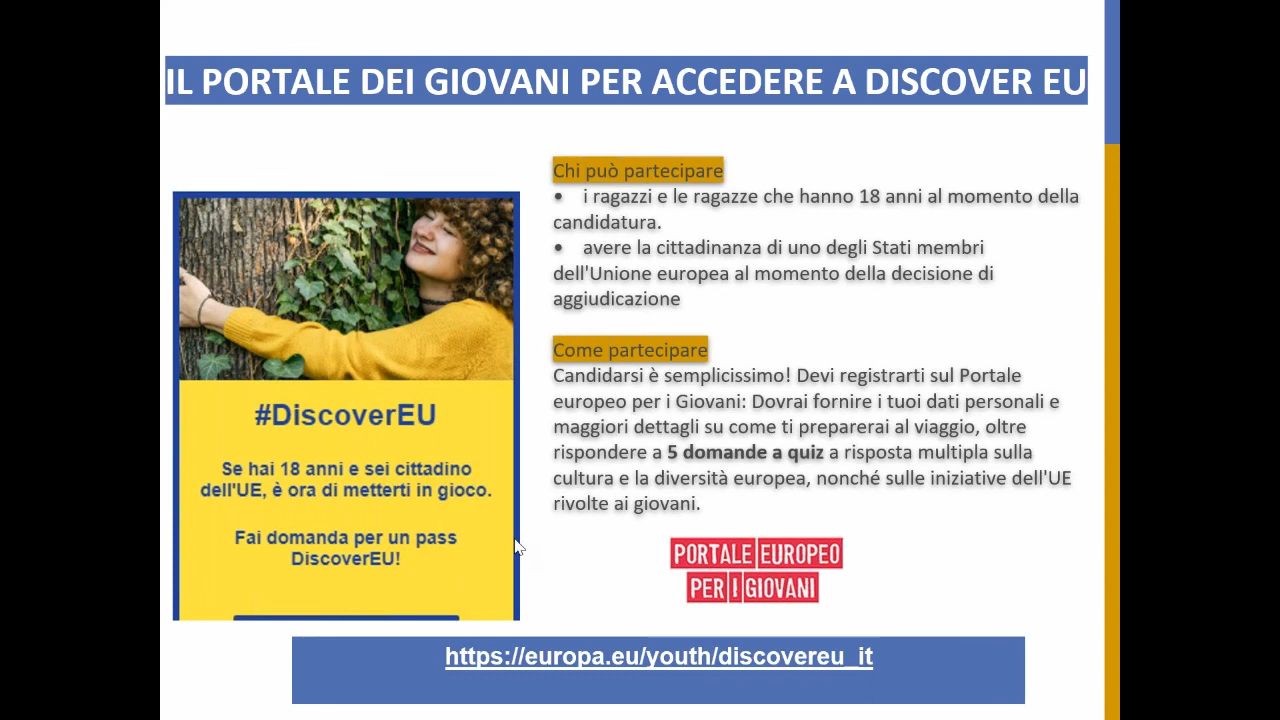 IL PORTALE DEI GIOVANI PER ACCEDERE A DISCOVER EU
#DiscoverEU
Se hai 18 anni e sei cittadino
dell'UE, è ora di metterti in gioco.
Fai domanda per un pass
DiscoverEU!
Chi può partecipare
• i ragazzi e le ragazze che hanno 18 anni al momento della
candidatura.
• avere la cittadinanza di uno degli Stati membri
dell'Unione europea al momento della decisione di
aggiudicazione
Come partecipare
Candidarsi è semplicissimo! Devi registrarti sul Portale
europeo per i Giovani: Dovrai fornire i tuoi dati personali e
maggiori dettagli su come ti preparerai al viaggio, oltre
rispondere a 5 domande a quiz a risposta multipla sulla
cultura e la diversità europea, nonché sulle iniziative dell'UE
rivolte ai giovani.
PORTALE EUROPEO
PER I GIOVANI
https://europa.eu/youth/discovereu_it